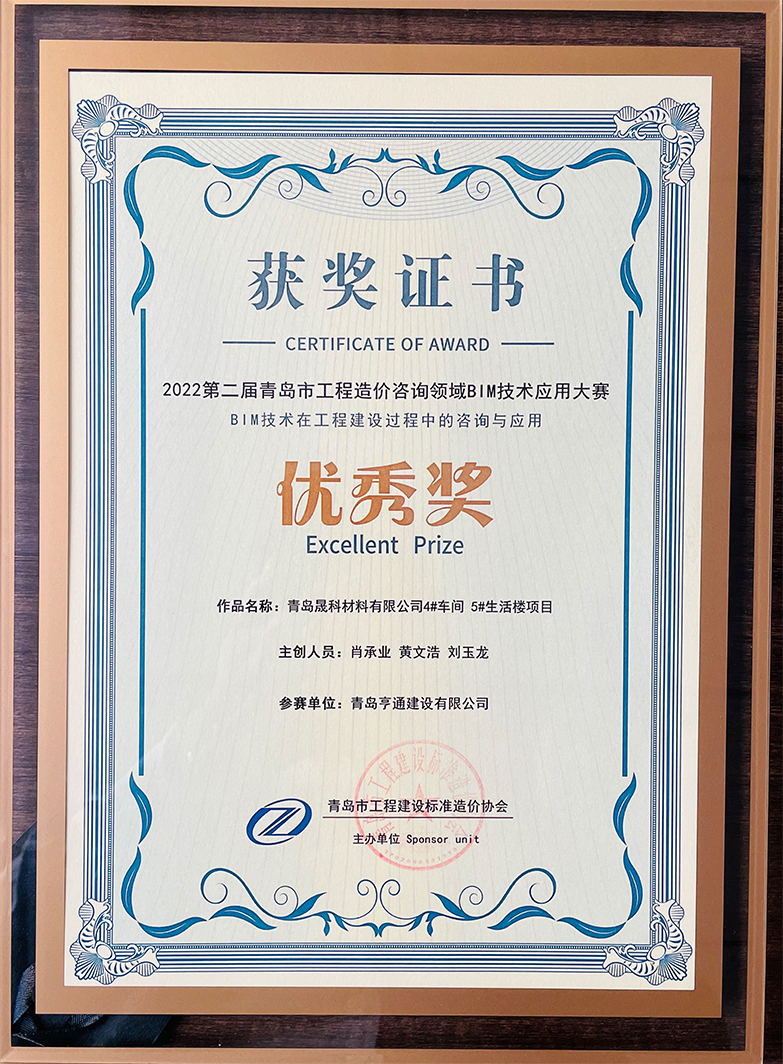 获奖证书
CERTIFICATE OF AWARD
2022第二届青岛市工程造价咨询领域BIM技术应用大赛
BIM技术在工程建设过程中的咨询与应用
优秀奖
Excellent Prize
作品名称：青岛晟科材料有限公司4#车间 5#生活楼项目
主创人员：肖承业 黄文浩 刘玉龙
参赛单位：青岛亨通建设有限公司
青岛市工程建设标准造价协会
主办单位 Sponsor unit